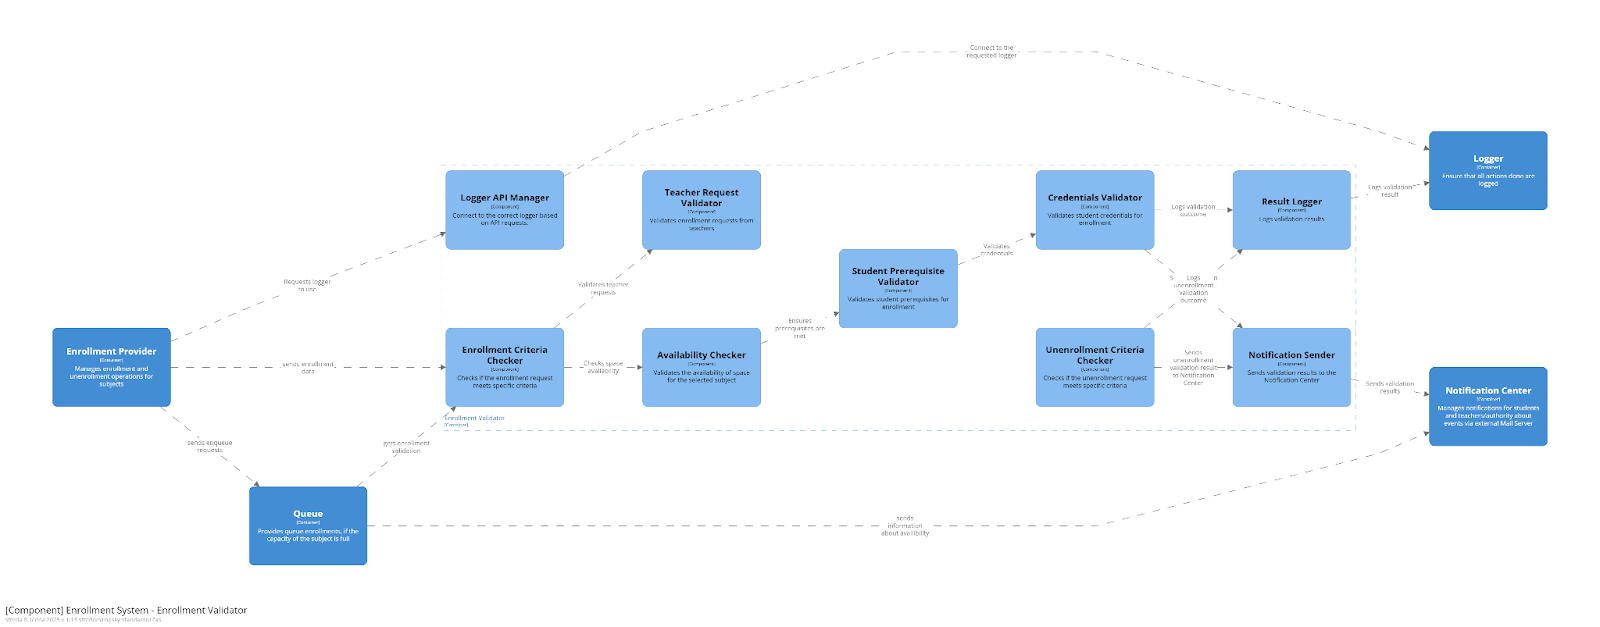 Connect to the
requested logger
Logger
[Container]
Ensure that all actions done are
logged
Logs validation
result
Logger API Manager
[Component]
Connect to the correct logger based
on API requests.
Teacher Request
Validator
[Component]
Validates enrollment requests from
teachers
Credentials Validator
[Component]
Validates student credentials for
enrollment
Logs validation
outcome
Result Logger
[Component]
Logs validation results
Validates
credentials
Student Prerequisite
Validator
[Component]
Validates student prerequisites for
enrollment
Requests logger
to use
Validates teacher
requests
S Logs n
unenrollment
validation
outcome
Ensures
prerequisites are
met
Enrollment Provider
[Container]
Manages enrollment and
unenrollment operations for
subjects
sends enrollment
data
Enrollment Criteria
Checker
[Component]
Checks if the enrollment request
meets specific criteria
Checks space
availability
Availability Checker
[Component]
Validates the availability of space
for the selected subject
Unenrollment Criteria
Checker
[Component]
Checks if the unenrollment request
meets specific criteria
Sends
unenrollment
validation result
to Notification
Center
Notification Sender
[Component]
Sends validation results to the
Notification Center
Sends validation
results
Notification Center
[Container]
Manages notifications for students
and teachers/authority about
events via external Mail Server
Enrollment Validator
[Container]
sends enqueue
requests
gets enrollment
validation
Queue
[Container]
Provides queue enrollments, if the
capacity of the subject is full
sends
information
about availibility
[Component] Enrollment System - Enrollment Validator
středa 8. ledna 2025 v 1:15 středoevropský standardní čas